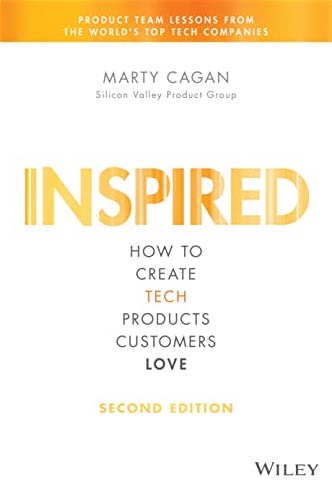 PRODUCT TEAM LESSONS FROM
THE WORLD'S TOP TECH COMPANIES
MARTY CAGAN
Silicon Valley Product Group
INSPIRED
HOW TO
CREATE
TECH
PRODUCTS
CUSTOMERS
LOVE
SECOND EDITION
WILEY